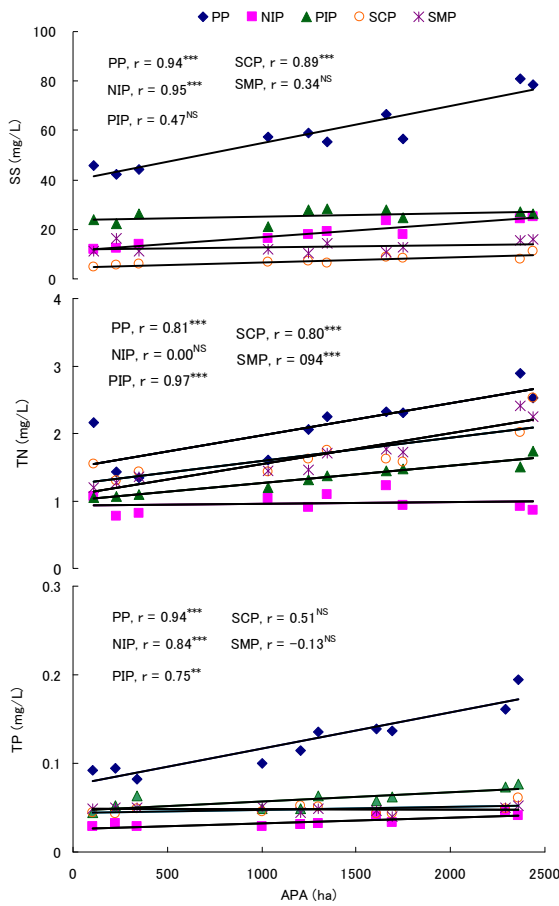 PP NIP PIP SCP SMP
100
80
60
40
20
0
SS (mg/L)
PP, r = 0.94*** SCP, r = 0.89***
NIP, r = 0.95*** SMP, r = 0.34NS
PIP, r = 0.47NS
4
3
2
1
0
TN (mg/L)
PP, r = 0.81*** SCP, r = 0.80***
NIP, r = 0.00NS SMP, r = 094***
PIP, r = 0.97***
0.3
0.2
0.1
0
TP (mg/L)
PP, r = 0.94*** SCP, r = 0.51NS
NIP, r = 0.84*** SMP, r = −0.13NS
PIP, r = 0.75**
0 500 1000 1500 2000 2500
APA (ha)